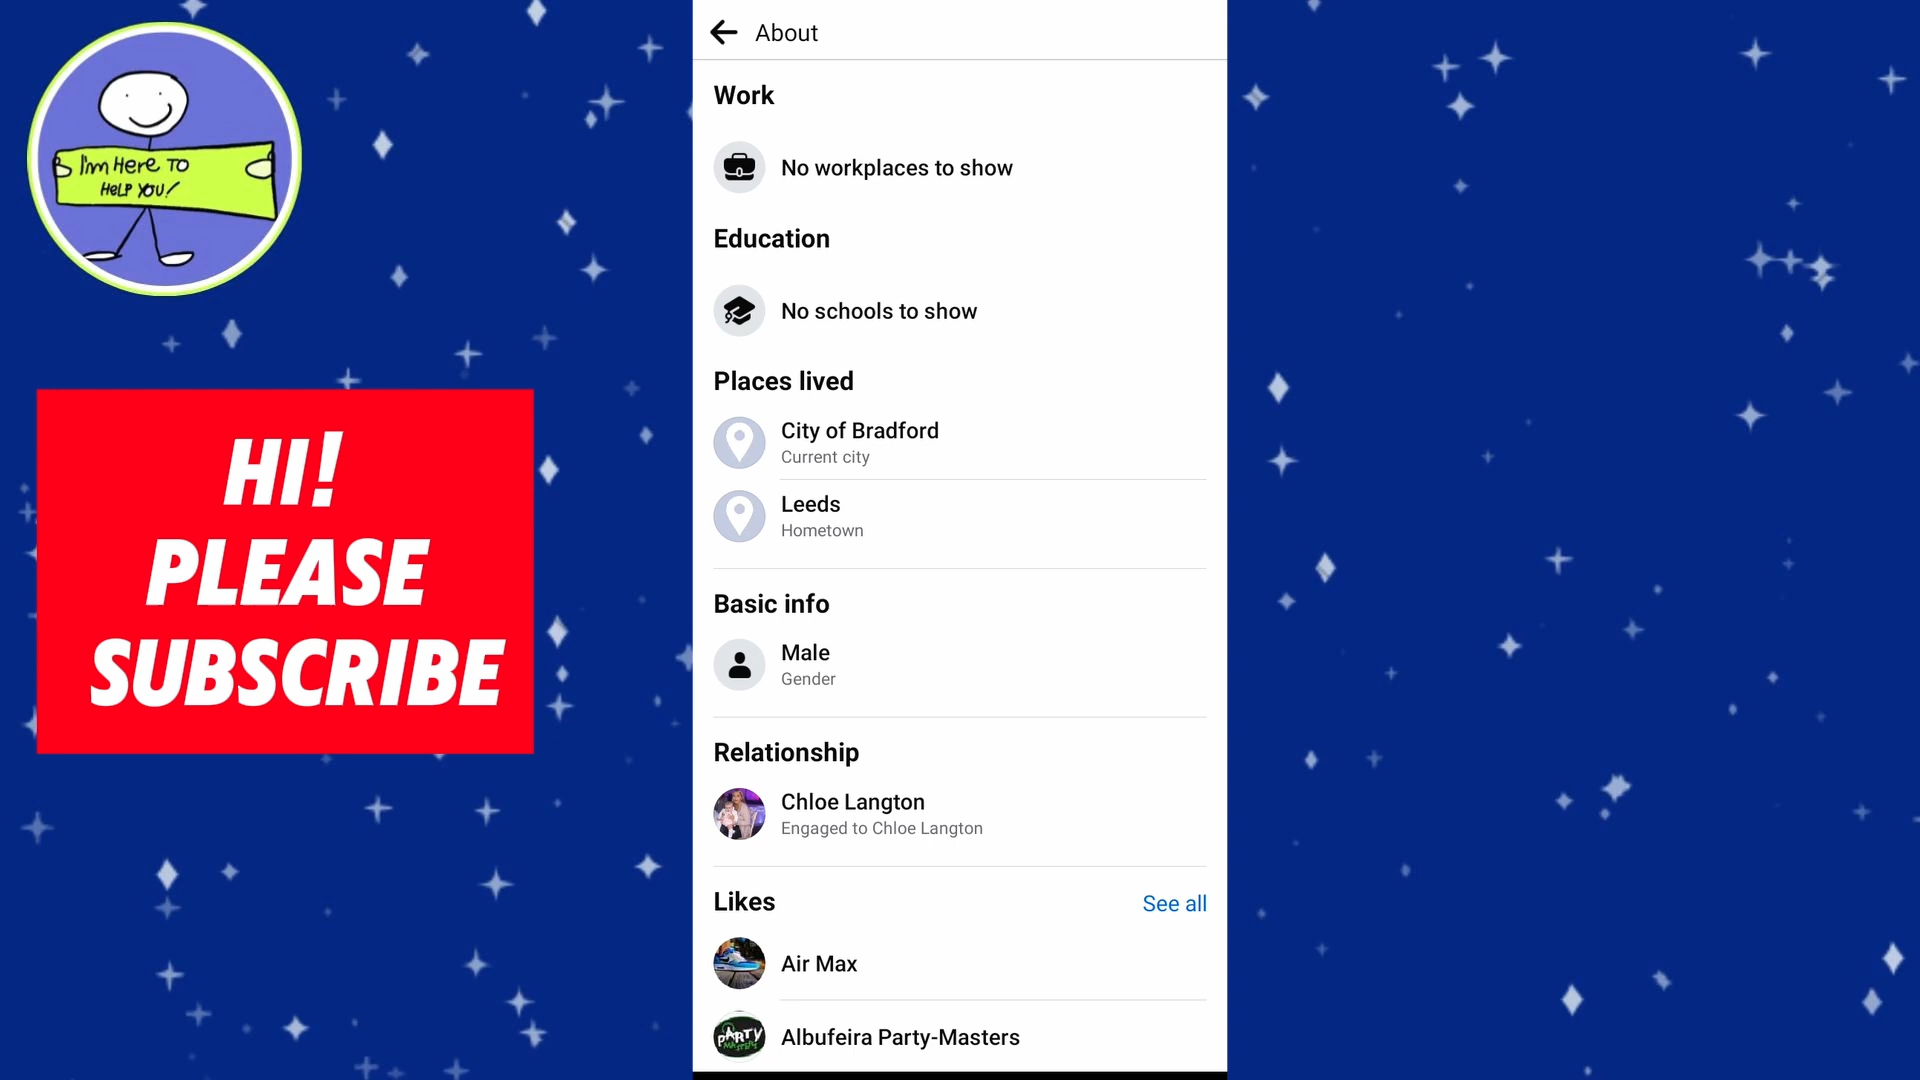 I'm HERE TO
HELP YOU!
HI!
PLEASE
SUBSCRIBE
About
Work
No workplaces to show
Education
No schools to show
Places lived
City of Bradford
Current city
Leeds
Hometown
Basic info
Male
Gender
Relationship
Chloe Langton
Engaged to Chloe Langton
Likes
See all
Air Max
PARTY
MASTERS
Albufeira Party-Masters